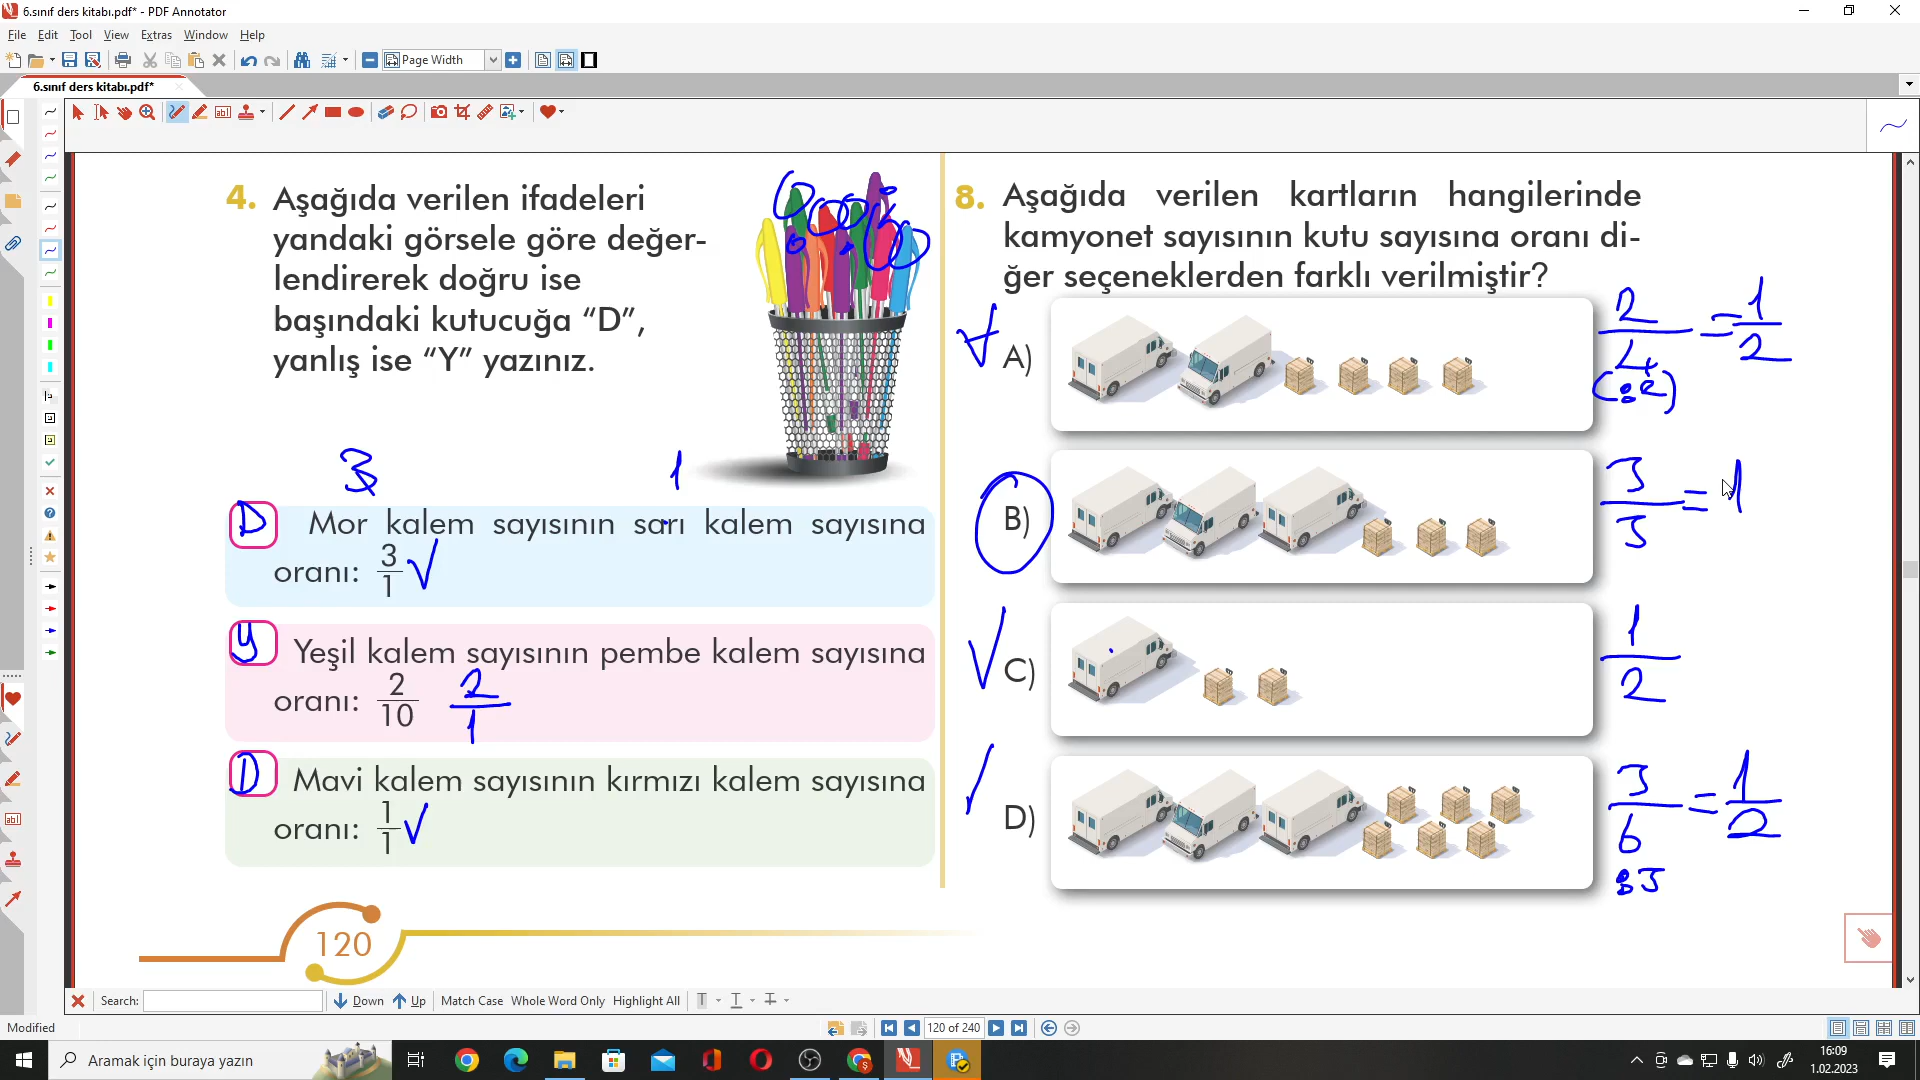 6.sınıf ders kitabı.pdf* - PDF Annotator
File Edit Tool View Extras Window Help
Page Width
6.sınıf ders kitabı.pdf*
4. Aşağıda verilen ifadeleri
yandaki görsele göre değer-
lendirerek doğru ise
başındaki kutucuğa “D”,
yanlış ise “Y” yazınız.
3 1
D Mor kalem sayısının sarı kalem sayısına
oranı: 3/1 √
Y Yeşil kalem sayısının pembe kalem sayısına
oranı: 2/10 2/1
D Mavi kalem sayısının kırmızı kalem sayısına
oranı: 1/1 √
120
8. Aşağıda verilen kartların hangilerinde
kamyonet sayısının kutu sayısına oranı di-
ğer seçeneklerden farklı verilmiştir?
A) 2/4 = 1/2
(:2)
B) 3/3 = 1
C) 1/2
D) 3/6 = 1/2
:3
Search: Down Up Match Case Whole Word Only Highlight All
Modified
120 of 240
Aramak için buraya yazın
16:09
1.02.2023